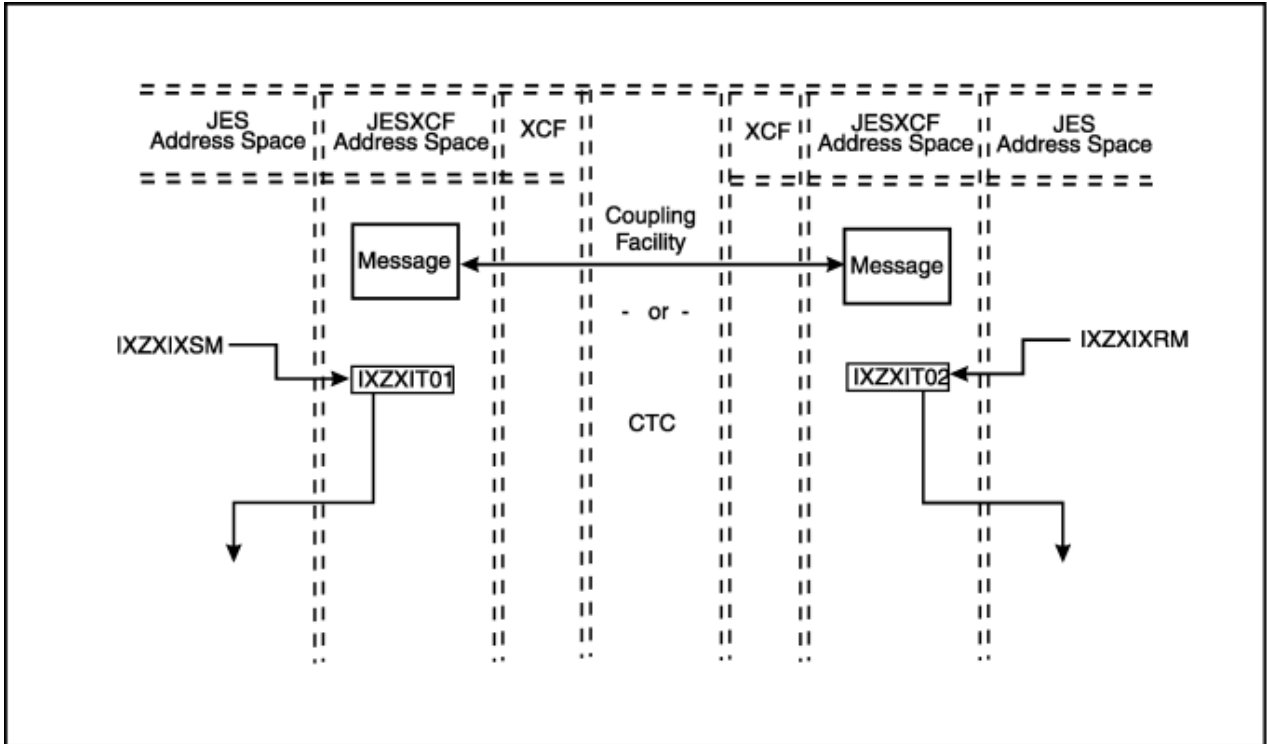 JES
Address Space
JESXCF
Address Space
XCF
XCF
JESXCF
Address Space
JES
Address Space
Coupling
Facility
Message
Message
- or -
IXZXIXSM
IXZXIT01
IXZXIT02
IXZXIXRM
CTC